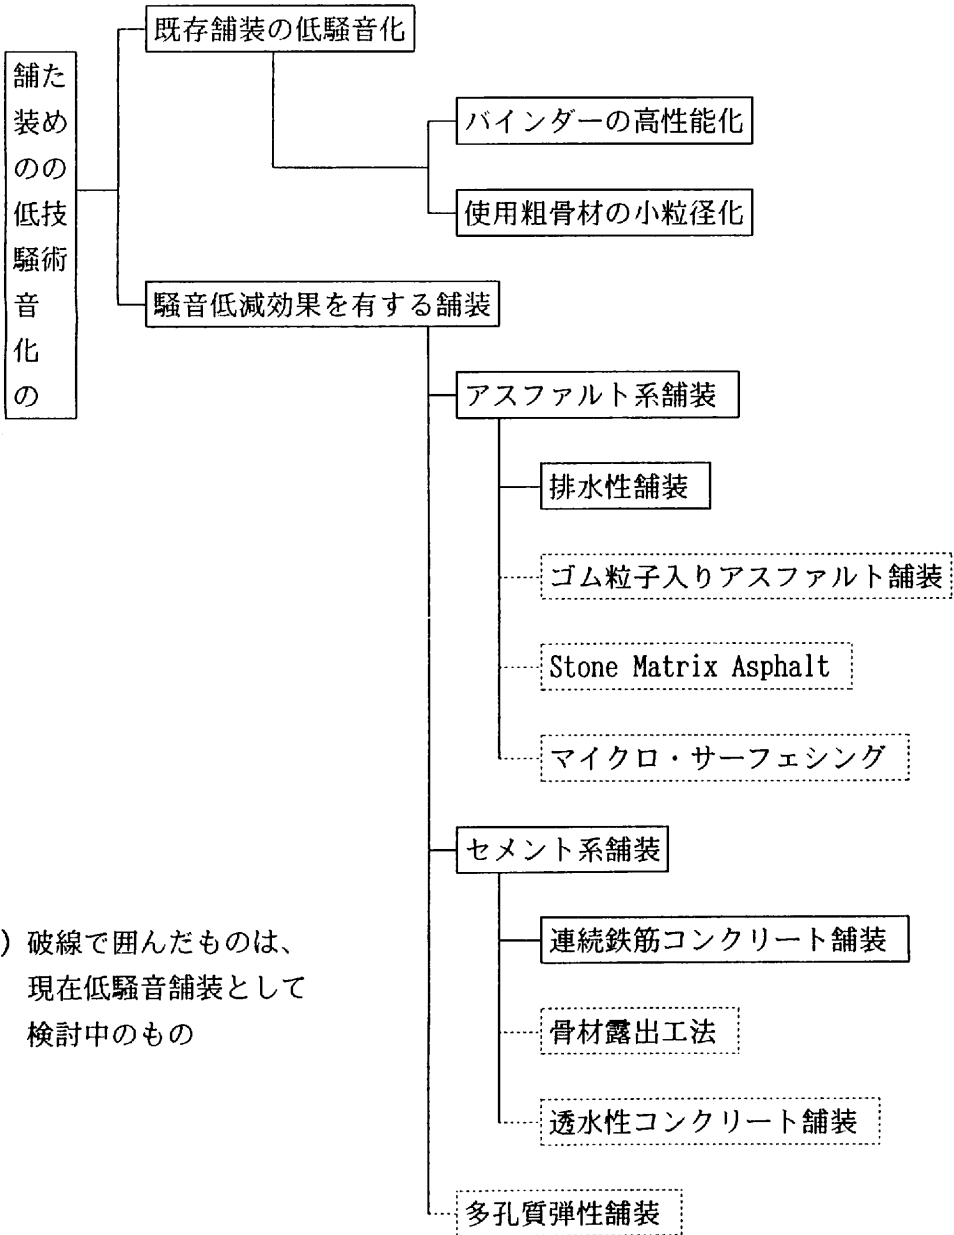 既存舗装の低騒音化
舗装の低騒音化の
ための技術
バインダーの高性能化
使用粗骨材の小粒径化
騒音低減効果を有する舗装
アスファルト系舗装
排水性舗装
ゴム粒子入りアスファルト舗装
Stone Matrix Asphalt
マイクロ・サーフェシング
セメント系舗装
連続鉄筋コンクリート舗装
骨材露出工法
透水性コンクリート舗装
多孔質弾性舗装
）破線で囲んだものは、
現在低騒音舗装として
検討中のもの